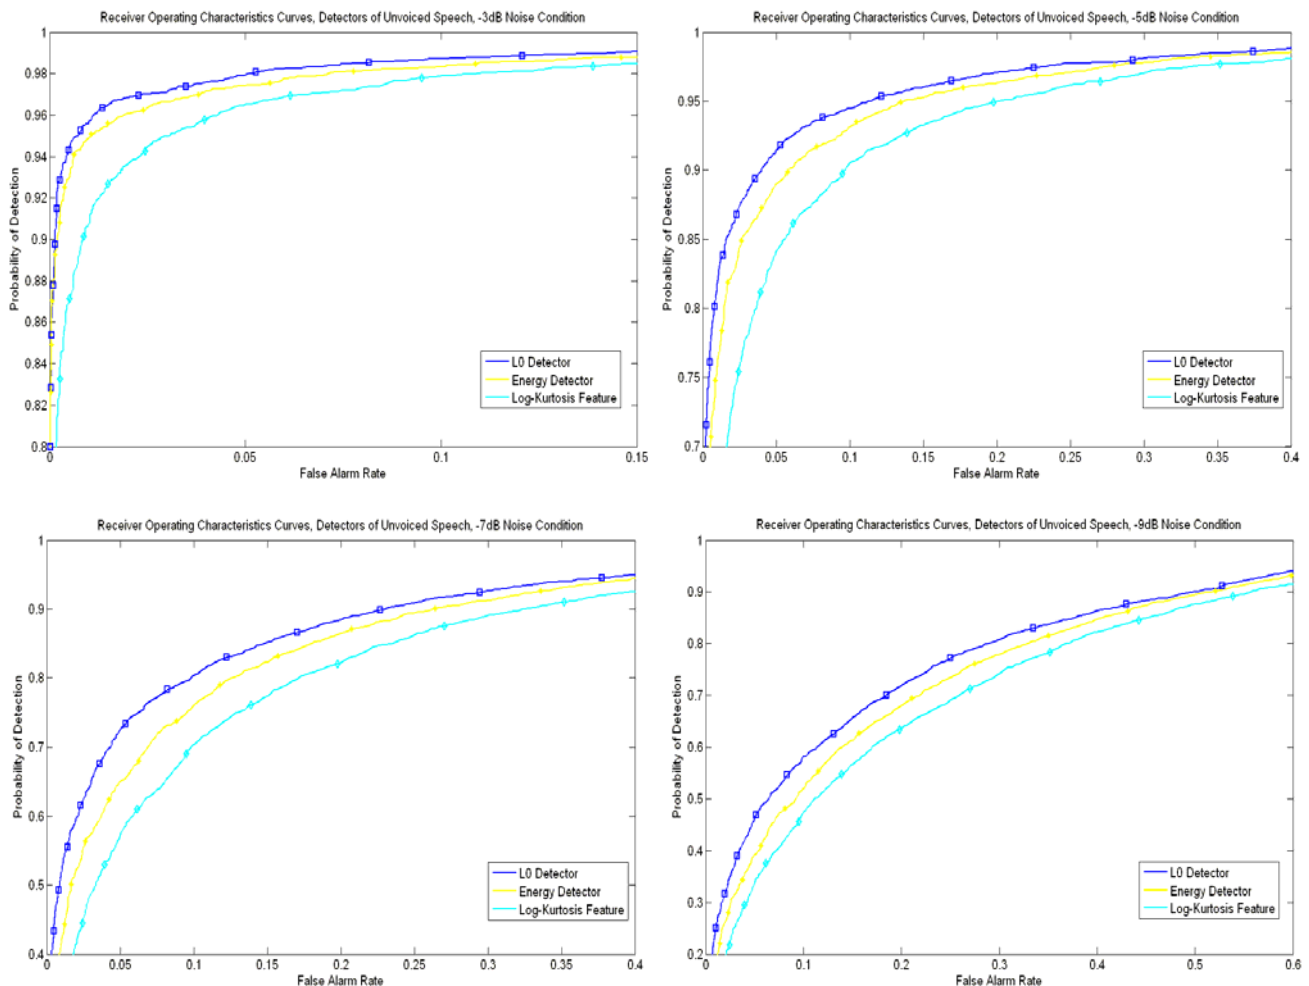 Receiver Operating Characteristics Curves, Detectors of Unvoiced Speech, -3dB Noise Condition
1
0.98
0.96
0.94
0.92
0.9
0.88
0.86
0.84
0.82
0.8
Probability of Detection
L0 Detector
Energy Detector
Log-Kurtosis Feature
0
0.05
0.1
0.15
False Alarm Rate
Receiver Operating Characteristics Curves, Detectors of Unvoiced Speech, -5dB Noise Condition
1
0.95
0.9
0.85
0.8
0.75
0.7
Probability of Detection
L0 Detector
Energy Detector
Log-Kurtosis Feature
0
0.05
0.1
0.15
0.2
0.25
0.3
0.35
0.4
False Alarm Rate
Receiver Operating Characteristics Curves, Detectors of Unvoiced Speech, -7dB Noise Condition
1
0.9
0.8
0.7
0.6
0.5
0.4
Probability of Detection
L0 Detector
Energy Detector
Log-Kurtosis Feature
0
0.05
0.1
0.15
0.2
0.25
0.3
0.35
0.4
False Alarm Rate
Receiver Operating Characteristics Curves, Detectors of Unvoiced Speech, -9dB Noise Condition
1
0.9
0.8
0.7
0.6
0.5
0.4
0.3
0.2
Probability of Detection
L0 Detector
Energy Detector
Log-Kurtosis Feature
0
0.1
0.2
0.3
0.4
0.5
0.6
False Alarm Rate